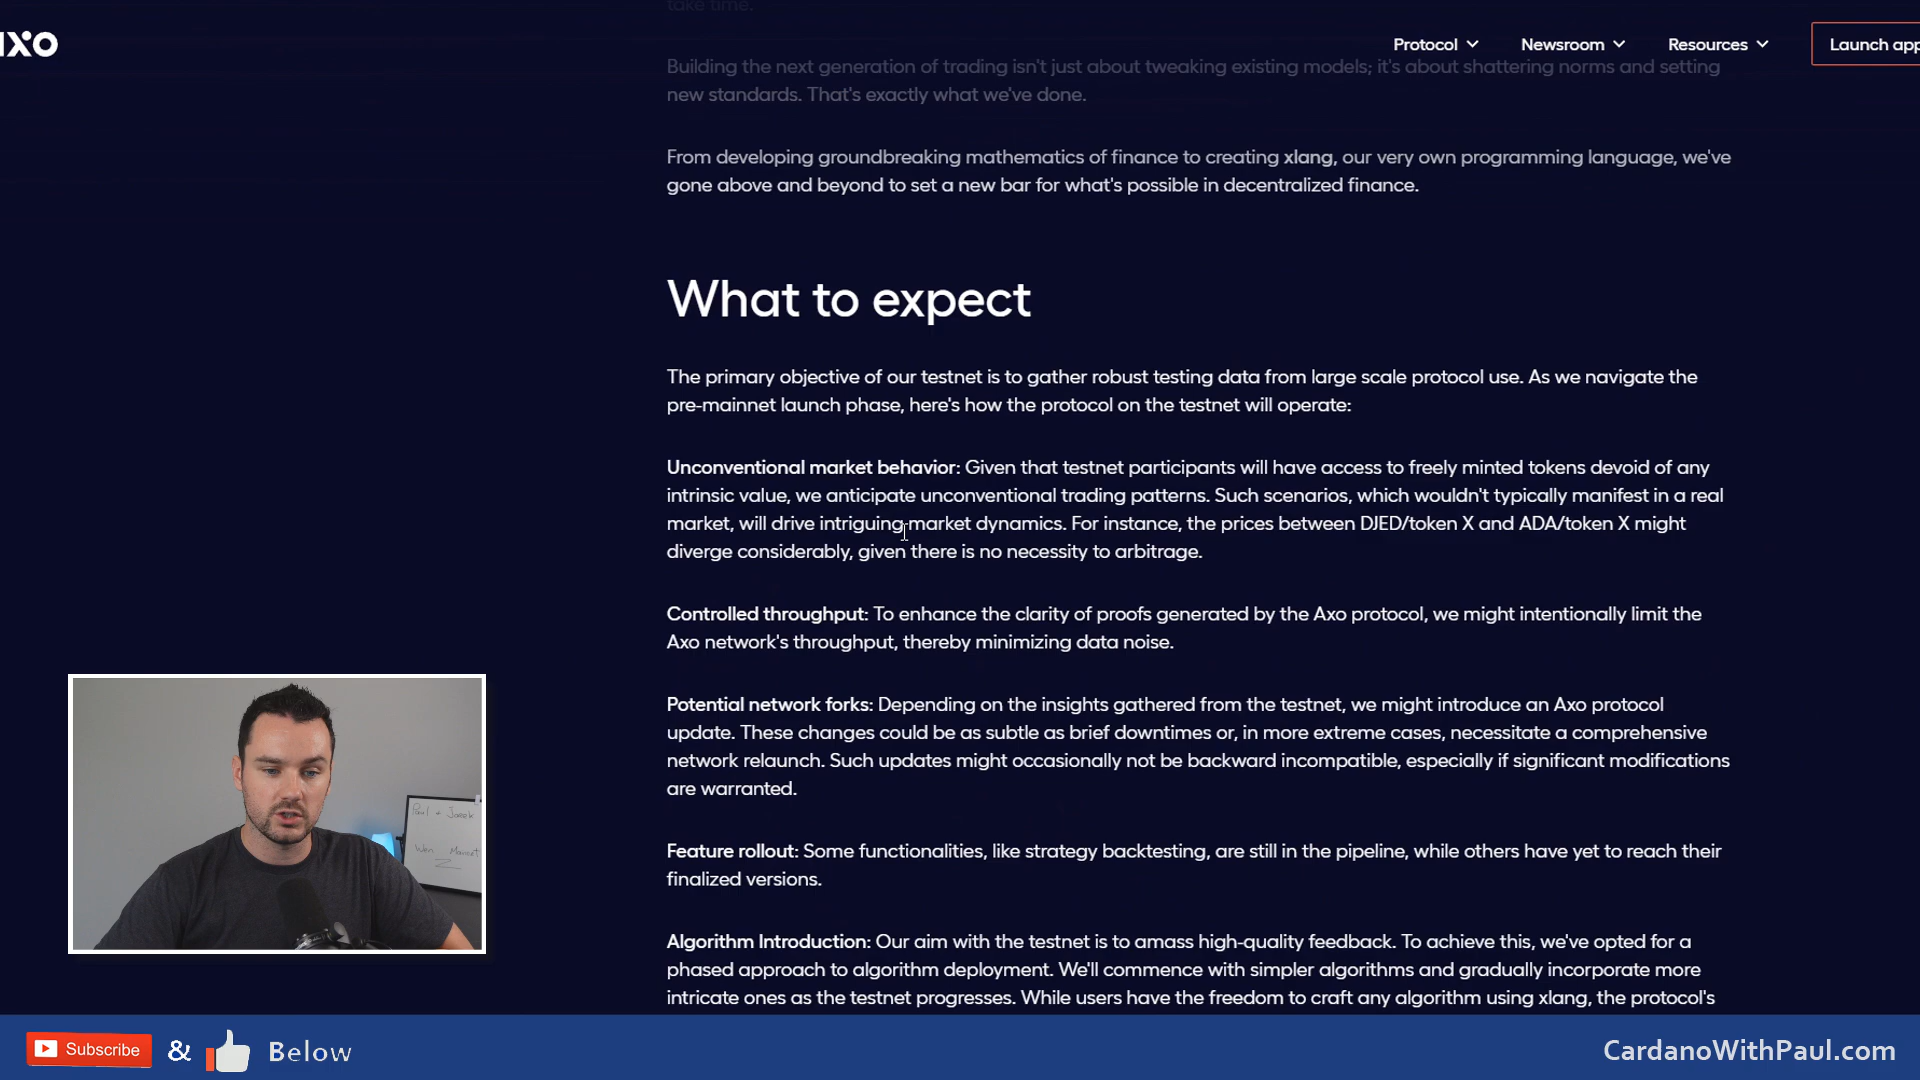 take time.
axo
Protocol
Newsroom
Resources
Launch app
Building the next generation of trading isn't just about tweaking existing models; it's about shattering norms and setting
new standards. That's exactly what we've done.
From developing groundbreaking mathematics of finance to creating xlang, our very own programming language, we've
gone above and beyond to set a new bar for what's possible in decentralized finance.
What to expect
The primary objective of our testnet is to gather robust testing data from large scale protocol use. As we navigate the
pre-mainnet launch phase, here's how the protocol on the testnet will operate:
Unconventional market behavior: Given that testnet participants will have access to freely minted tokens devoid of any
intrinsic value, we anticipate unconventional trading patterns. Such scenarios, which wouldn't typically manifest in a real
market, will drive intriguing market dynamics. For instance, the prices between DJED/token X and ADA/token X might
diverge considerably, given there is no necessity to arbitrage.
Controlled throughput: To enhance the clarity of proofs generated by the Axo protocol, we might intentionally limit the
Axo network's throughput, thereby minimizing data noise.
Potential network forks: Depending on the insights gathered from the testnet, we might introduce an Axo protocol
update. These changes could be as subtle as brief downtimes or, in more extreme cases, necessitate a comprehensive
network relaunch. Such updates might occasionally not be backward incompatible, especially if significant modifications
are warranted.
Feature rollout: Some functionalities, like strategy backtesting, are still in the pipeline, while others have yet to reach their
finalized versions.
Algorithm Introduction: Our aim with the testnet is to amass high-quality feedback. To achieve this, we've opted for a
phased approach to algorithm deployment. We'll commence with simpler algorithms and gradually incorporate more
intricate ones as the testnet progresses. While users have the freedom to craft any algorithm using xlang, the protocol's
Paul + Jarek
Wen Market
Subscribe & Below
CardanoWithPaul.com